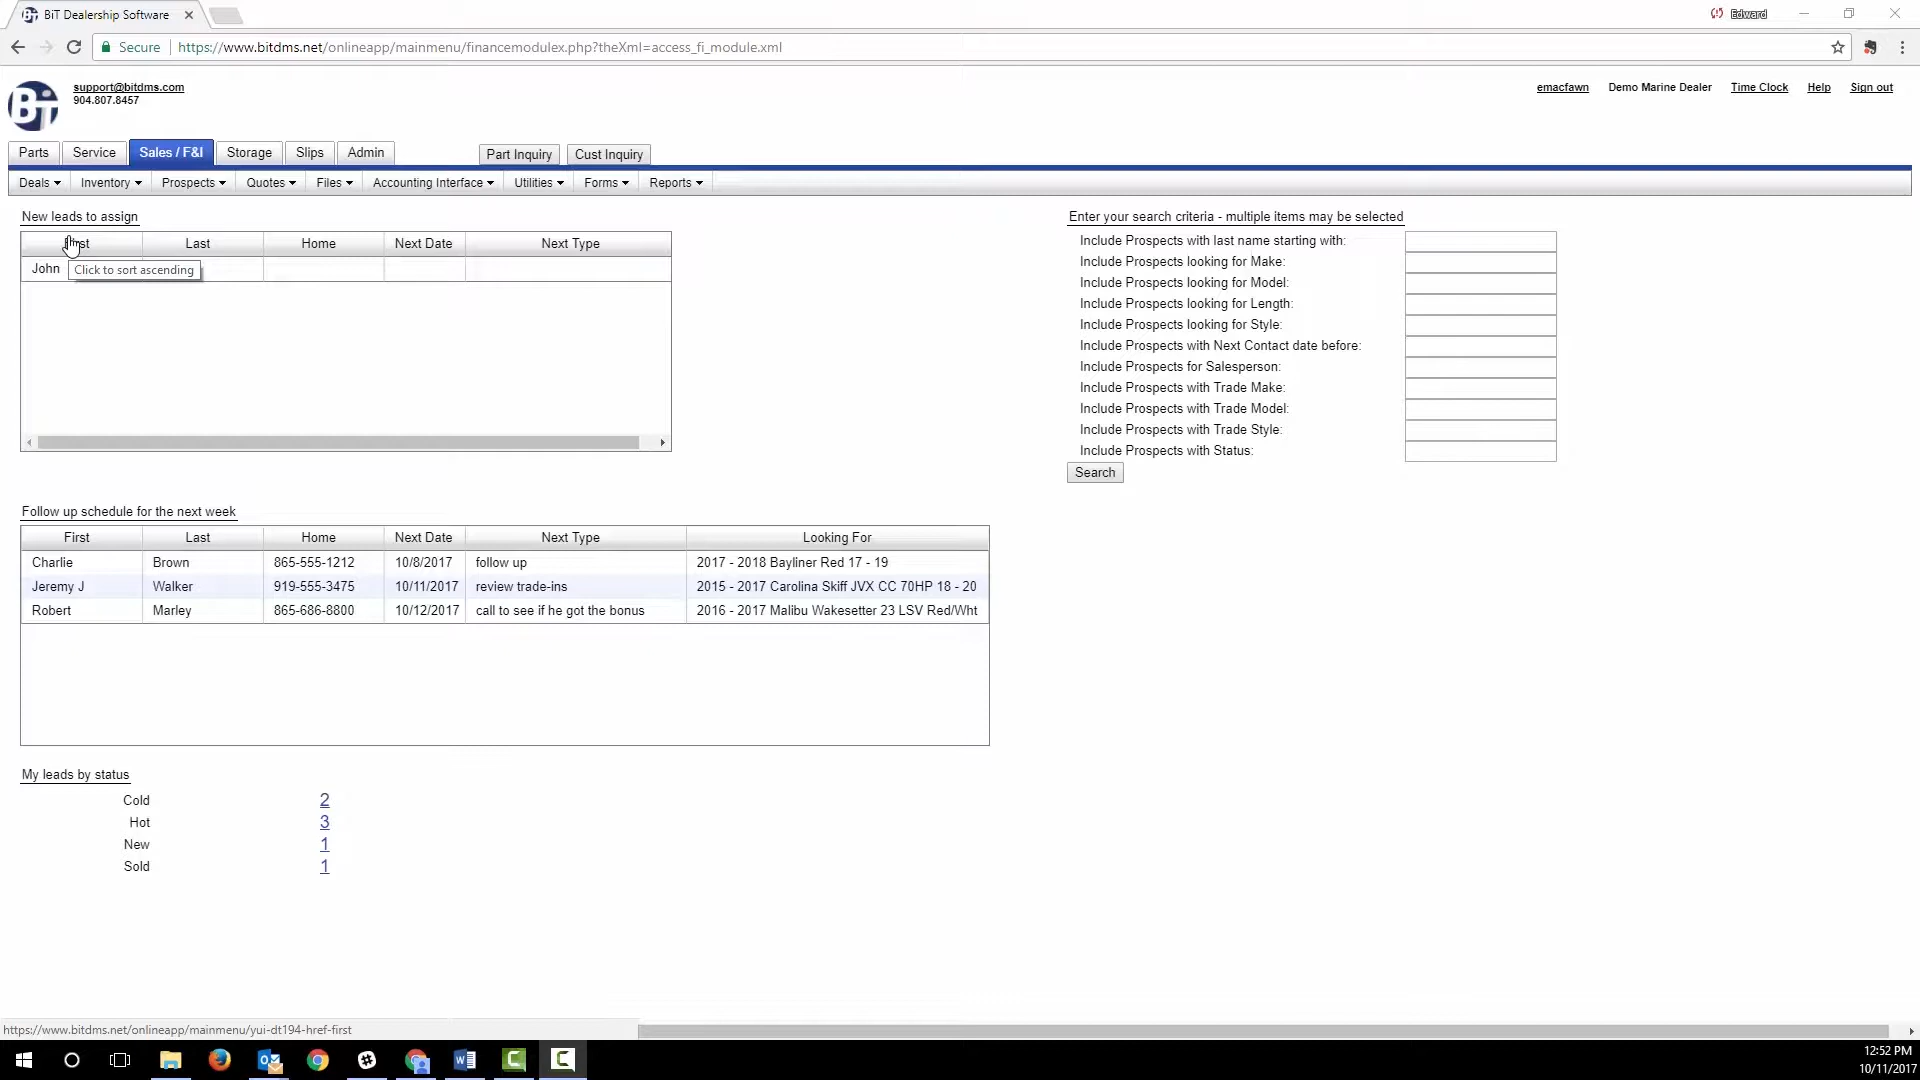 BiT Dealership Software
Edward
Secure https://www.bitdms.net/onlineapp/mainmenu/financemodulex.php?theXml=access_fi_module.xml
BiT
support@bitdms.com
904.807.8457
emacfawn Demo Marine Dealer Time Clock Help Sign out
Parts Service Sales / F&I Storage Slips Admin Part Inquiry Cust Inquiry
Deals Inventory Prospects Quotes Files Accounting Interface Utilities Forms Reports
New leads to assign
Last Home Next Date Next Type
John
Click to sort ascending
Enter your search criteria - multiple items may be selected
Include Prospects with last name starting with:
Include Prospects looking for Make:
Include Prospects looking for Model:
Include Prospects looking for Length:
Include Prospects looking for Style:
Include Prospects with Next Contact date before:
Include Prospects for Salesperson:
Include Prospects with Trade Make:
Include Prospects with Trade Model:
Include Prospects with Trade Style:
Include Prospects with Status:
Search
Follow up schedule for the next week
First Last Home Next Date Next Type Looking For
Charlie Brown 865-555-1212 10/8/2017 follow up 2017 - 2018 Bayliner Red 17 - 19
Jeremy J Walker 919-555-3475 10/11/2017 review trade-ins 2015 - 2017 Carolina Skiff JVX CC 70HP 18 - 20
Robert Marley 865-686-8800 10/12/2017 call to see if he got the bonus 2016 - 2017 Malibu Wakesetter 23 LSV Red/Wht
My leads by status
Cold 2
Hot 3
New 1
Sold 1
https://www.bitdms.net/onlineapp/mainmenu/yui-dt194-href-first
12:52 PM
10/11/2017